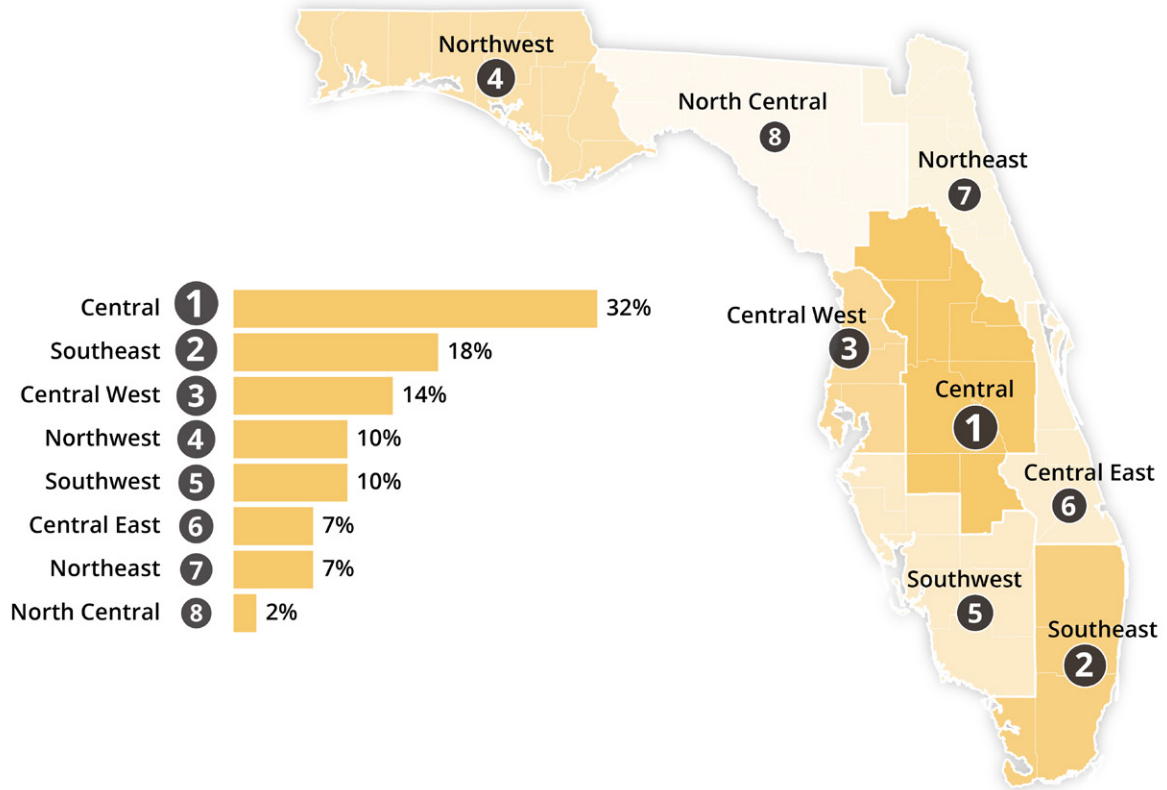 Northwest
4
North Central
8
Northeast
7
Central 1 32%
Southeast 2 18%
Central West 3 14%
Northwest 4 10%
Southwest 5 10%
Central East 6 7%
Northeast 7 7%
North Central 8 2%
Central West
3
Central
1
Central East
6
Southwest
5
Southeast
2